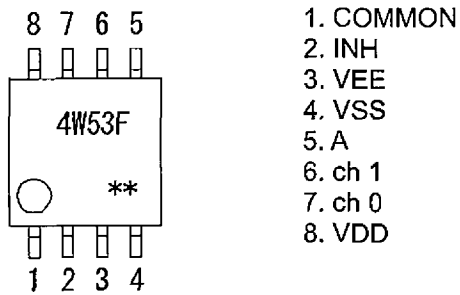 8 7 6 5
4W53F
**
1 2 3 4
1. COMMON
2. INH
3. VEE
4. VSS
5. A
6. ch 1
7. ch 0
8. VDD